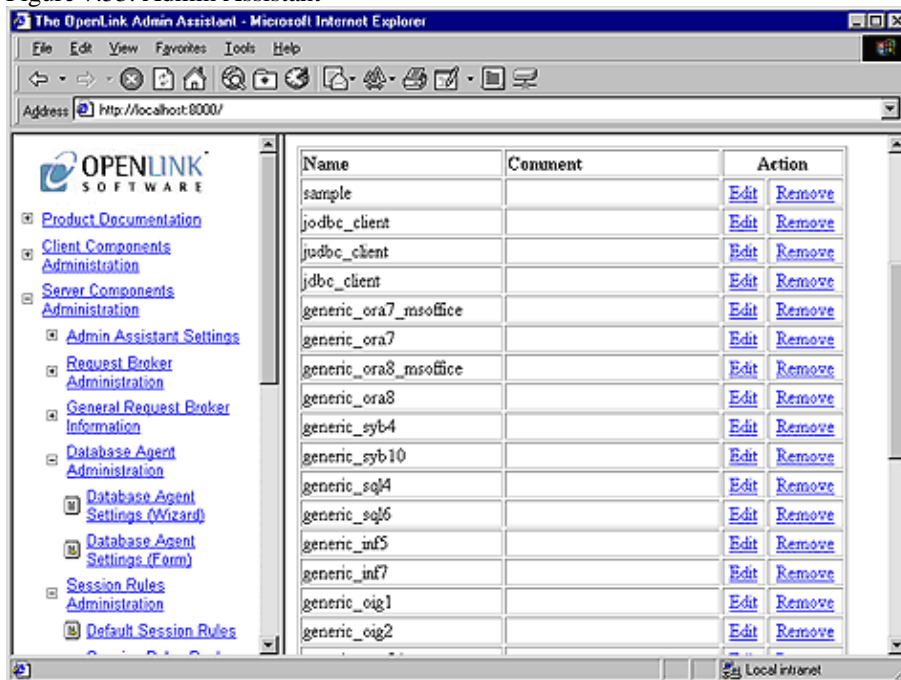 The OpenLink Admin Assistant - Microsoft Internet Explorer
File Edit View Favorites Tools Help
Address http://localhost:8000/
OPENLINK
SOFTWARE
Product Documentation
Client Components
Administration
Server Components
Administration
Admin Assistant Settings
Request Broker
Administration
General Request Broker
Information
Database Agent
Administration
Database Agent
Settings (Wizard)
Database Agent
Settings (Form)
Session Rules
Administration
Default Session Rules
Name Comment Action
sample Edit Remove
jodbc_client Edit Remove
judbc_client Edit Remove
jdbc_client Edit Remove
generic_ora7_msoffice Edit Remove
generic_ora7 Edit Remove
generic_ora8_msoffice Edit Remove
generic_ora8 Edit Remove
generic_syb4 Edit Remove
generic_syb10 Edit Remove
generic_sql4 Edit Remove
generic_sql6 Edit Remove
generic_inf5 Edit Remove
generic_inf7 Edit Remove
generic_oig1 Edit Remove
generic_oig2 Edit Remove
Local intranet